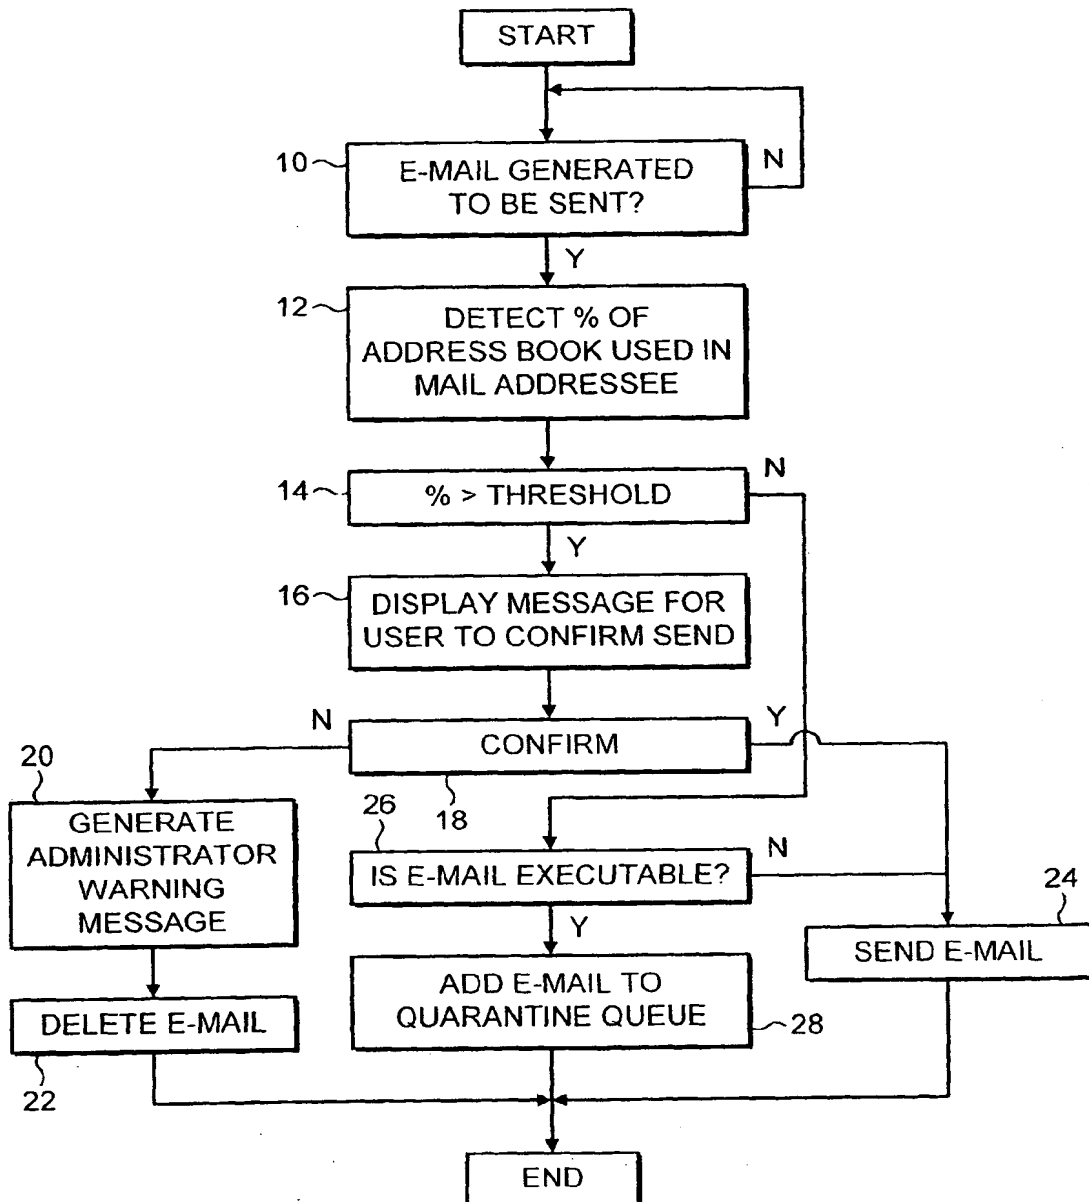 START
10
E-MAIL GENERATED
TO BE SENT?
N
Y
12
DETECT % OF
ADDRESS BOOK USED IN
MAIL ADDRESSEE
14
% > THRESHOLD
N
Y
16
DISPLAY MESSAGE FOR
USER TO CONFIRM SEND
N
CONFIRM
Y
18
20
GENERATE
ADMINISTRATOR
WARNING
MESSAGE
26
IS E-MAIL EXECUTABLE?
N
Y
24
SEND E-MAIL
DELETE E-MAIL
22
ADD E-MAIL TO
QUARANTINE QUEUE
28
END